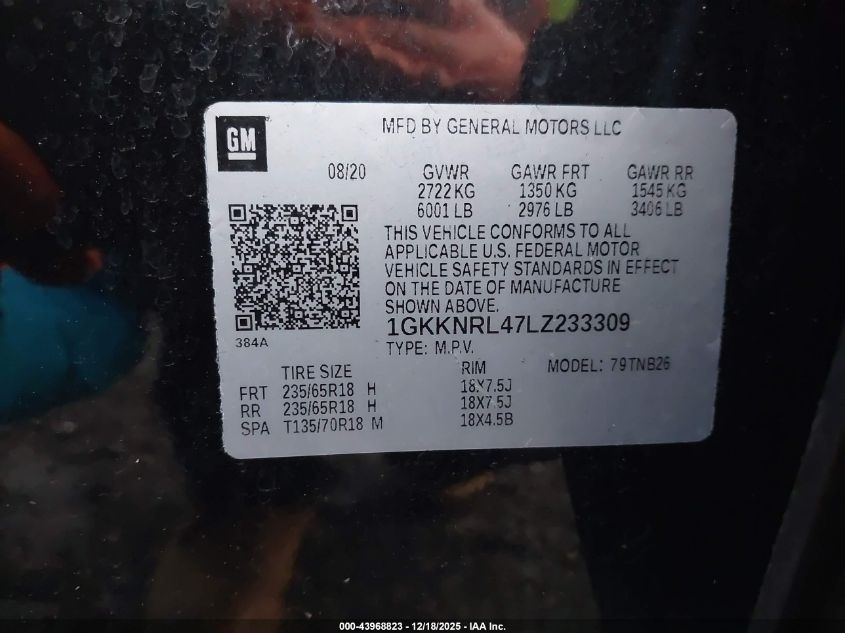 GM
MFD BY GENERAL MOTORS LLC
08/20 GVWR GAWR FRT GAWR RR
2722 KG 1350 KG 1545 KG
6001 LB 2976 LB 3406 LB
THIS VEHICLE CONFORMS TO ALL
APPLICABLE U.S. FEDERAL MOTOR
VEHICLE SAFETY STANDARDS IN EFFECT
ON THE DATE OF MANUFACTURE
SHOWN ABOVE.
1GKKNRL47LZ233309
384A
TYPE: M.P.V.
TIRE SIZE RIM MODEL: 79TNB26
FRT 235/65R18 H 18X7.5J
RR 235/65R18 H 18X7.5J
SPA T135/70R18 M 18X4.5B
000-43968823 - 12/18/2025 - IAA Inc.